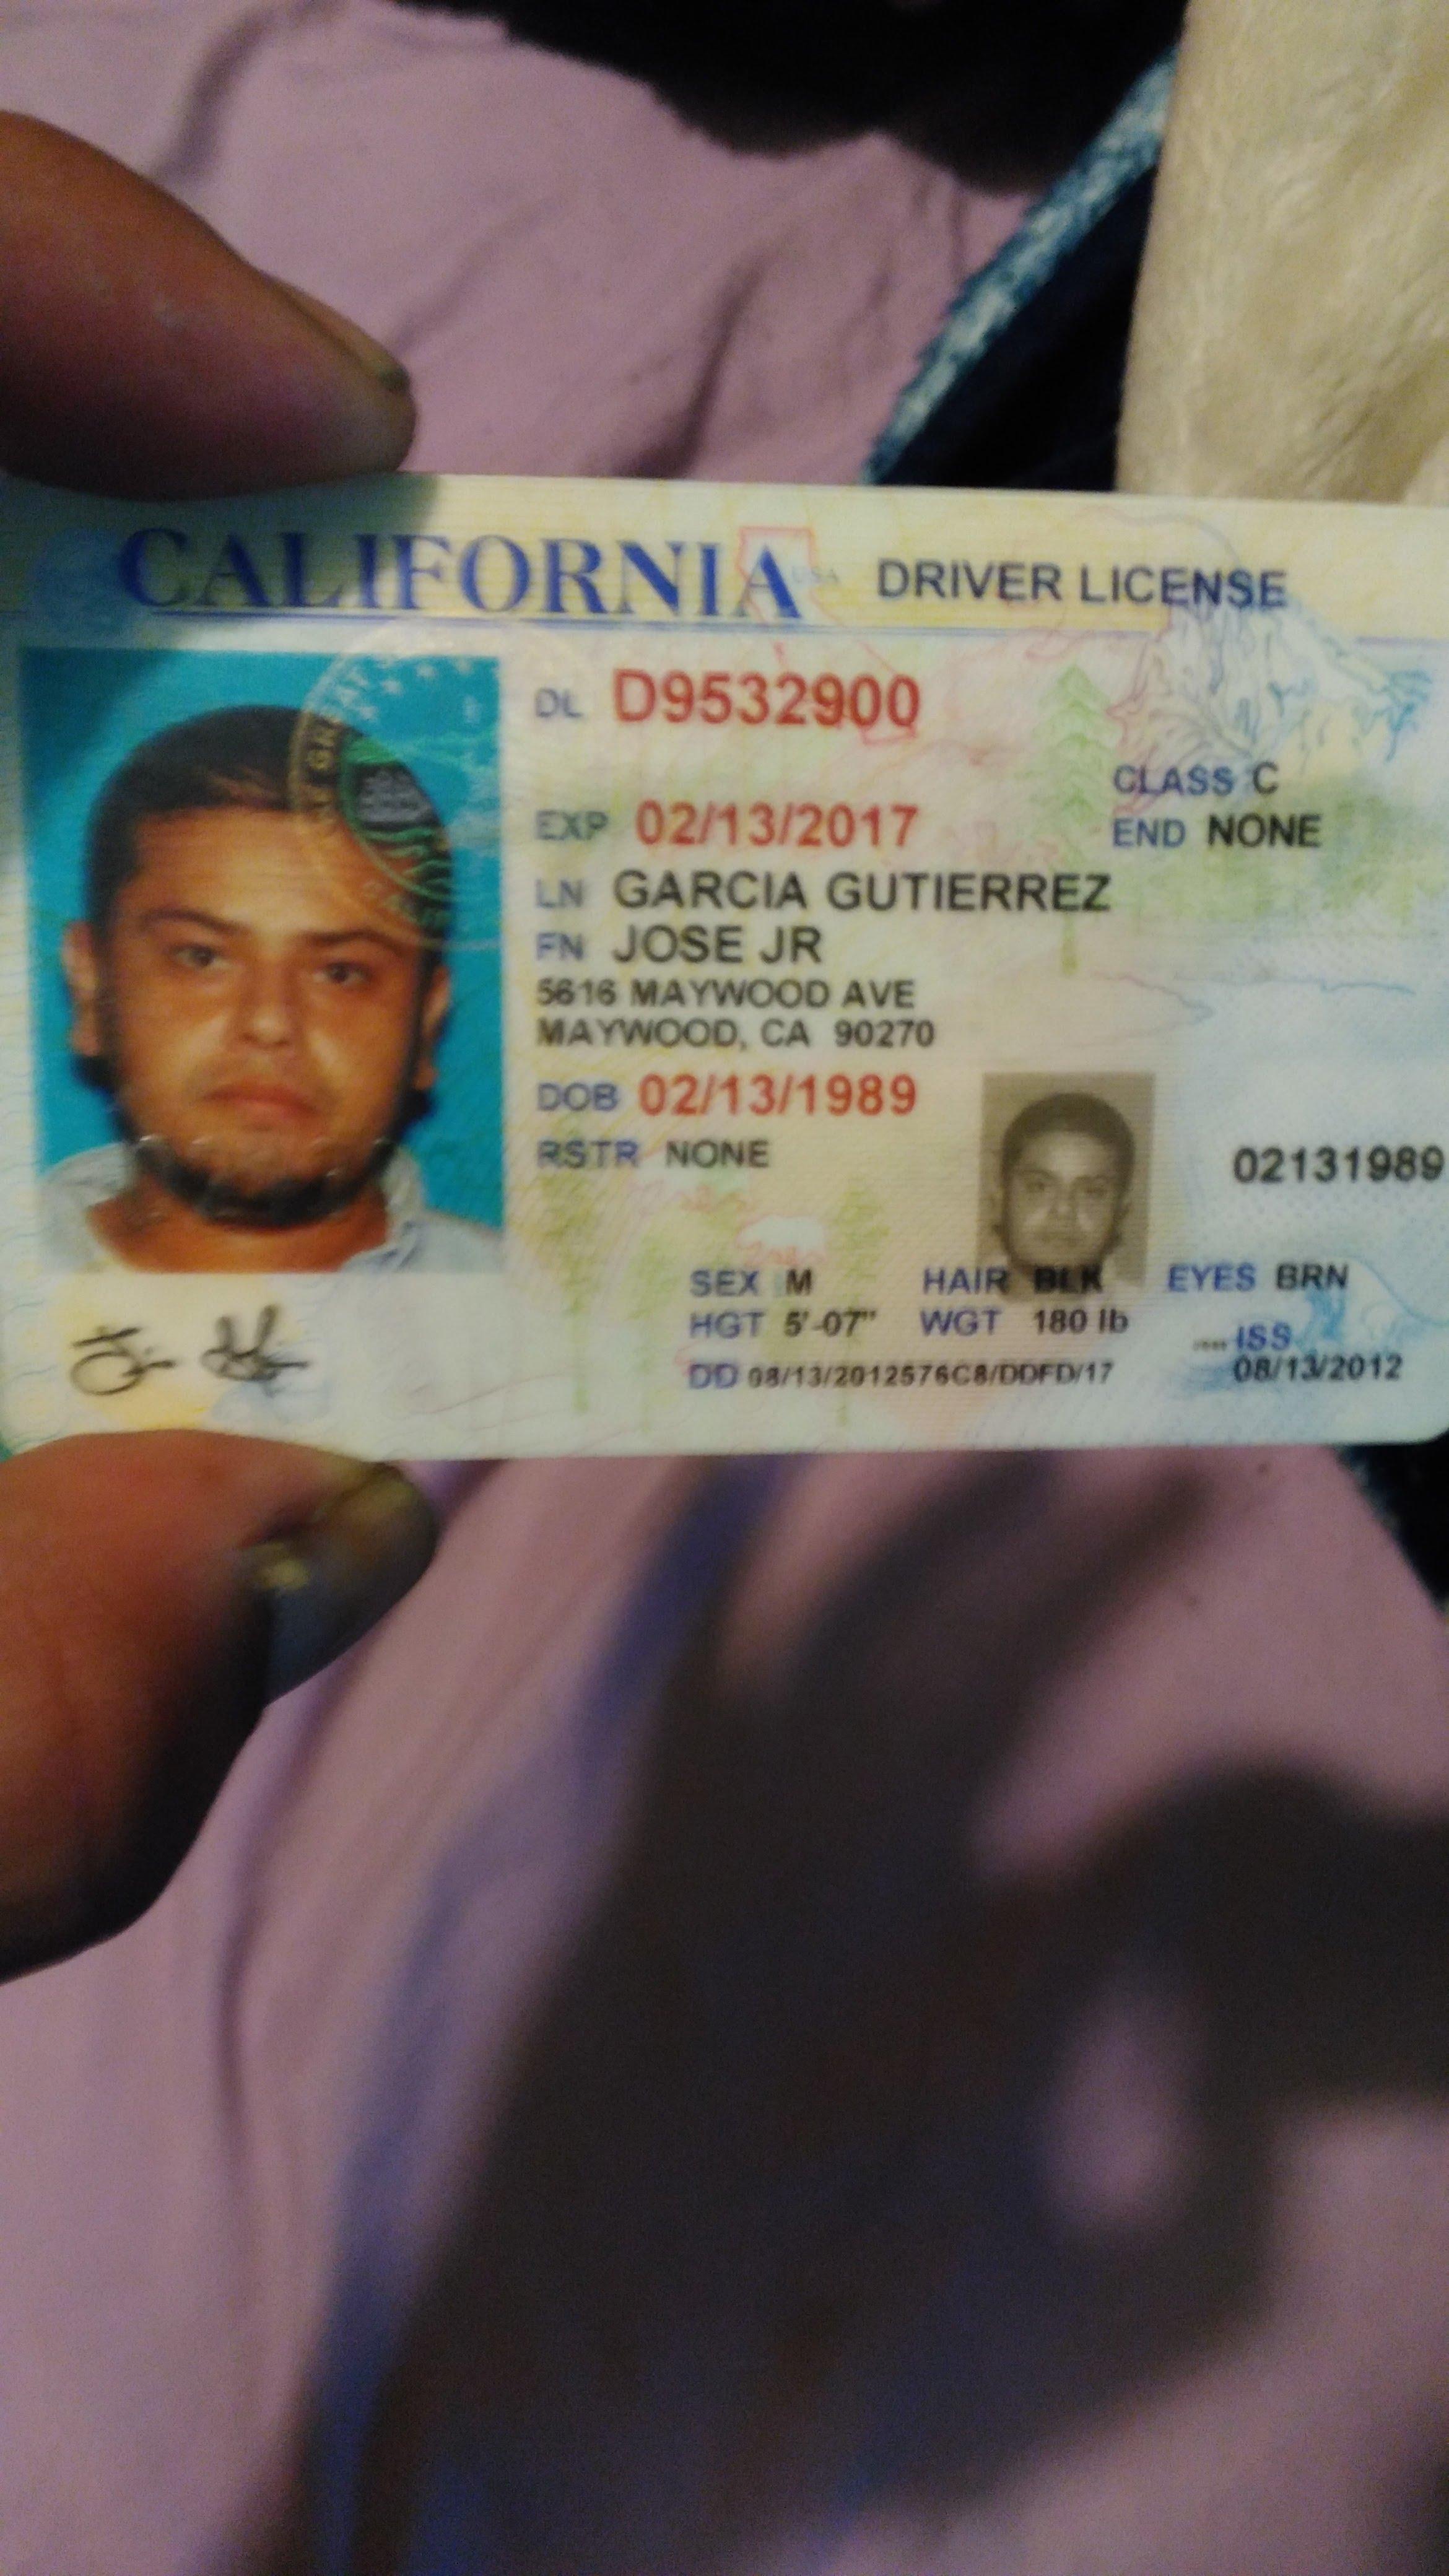 CALIFORNIA DRIVER LICENSE
DL D9532900
CLASS C
EXP 02/13/2017 END NONE
LN GARCIA GUTIERREZ
FN JOSE JR
5616 MAYWOOD AVE
MAYWOOD, CA 90270
DOB 02/13/1989
RSTR NONE
02131989
SEX M HAIR BLK EYES BRN
HGT 5'-07" WGT 180 lb
ISS
DD 08/13/2012576C8/DDFD/17 08/13/2012